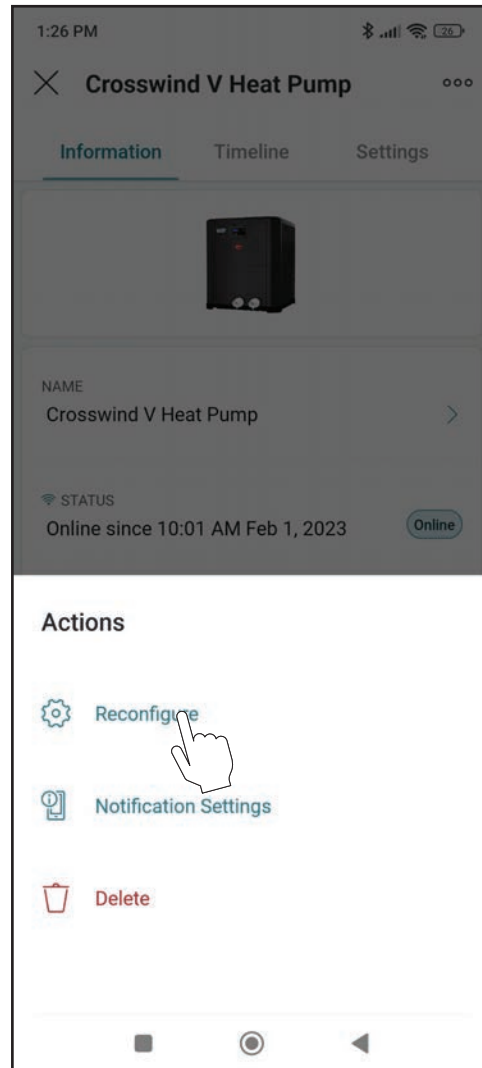 1:26 PM
26
Crosswind V Heat Pump
Information Timeline Settings
NAME
Crosswind V Heat Pump
STATUS
Online since 10:01 AM Feb 1, 2023 Online
Actions
Reconfigure
Notification Settings
Delete